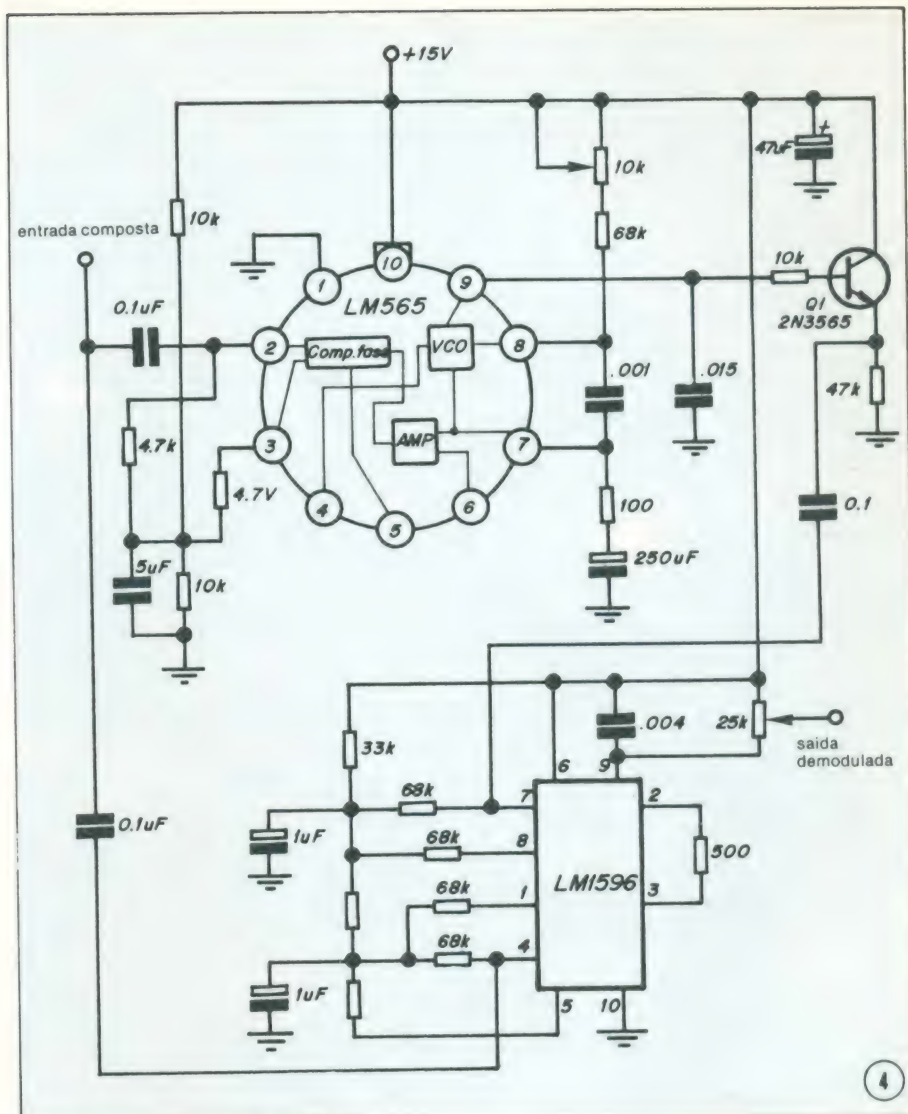 +15V
10k
47uF
+
10k
entrada composta
68k
10k
10
1
9
LM565
Q1
2N3565
0.1uF
2
Comp. fase
VCO
8
.001
.015
47k
3
AMP
7
4.7k
4.7V
4
5
6
100
0.1
5uF
10k
250uF
33k
.004
25k
saida
demodulada
6
9
68k
7
2
1uF
68k
8
0.1uF
500
LM1596
68k
1
3
68k
4
1uF
5
10
4